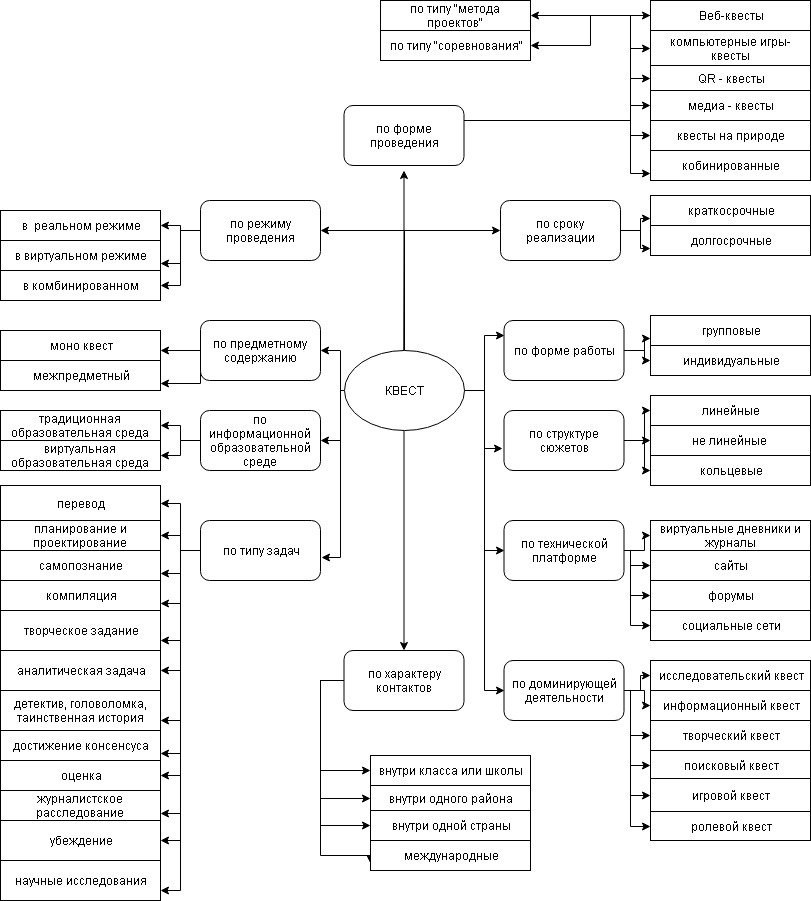 по типу "метода
проектов"
по типу "соревнования"
Веб-квесты
компьютерные игры-
квесты
QR - квесты
медиа - квесты
квесты на природе
кобинированные
по форме
проведения
по режиму
проведения
в реальном режиме
в виртуальном режиме
в комбинированном
по сроку
реализации
краткосрочные
долгосрочные
по предметному
содержанию
моно квест
межпредметный
КВЕСТ
по форме работы
групповые
индивидуальные
по
информационной
образовательной
среде
традиционная
образовательная среда
виртуальная
образовательная среда
по структуре
сюжетов
линейные
не линейные
кольцевые
по типу задач
перевод
планирование и
проектирование
самопознание
компиляция
творческое задание
аналитическая задача
детектив, головоломка,
таинственная история
достижение консенсуса
оценка
журналистское
расследование
убеждение
научные исследования
по технической
платформе
виртуальные дневники и
журналы
сайты
форумы
социальные сети
по характеру
контактов
внутри класса или школы
внутри одного района
внутри одной страны
международные
по доминирующей
деятельности
исследовательский квест
информационный квест
творческий квест
поисковый квест
игровой квест
ролевой квест